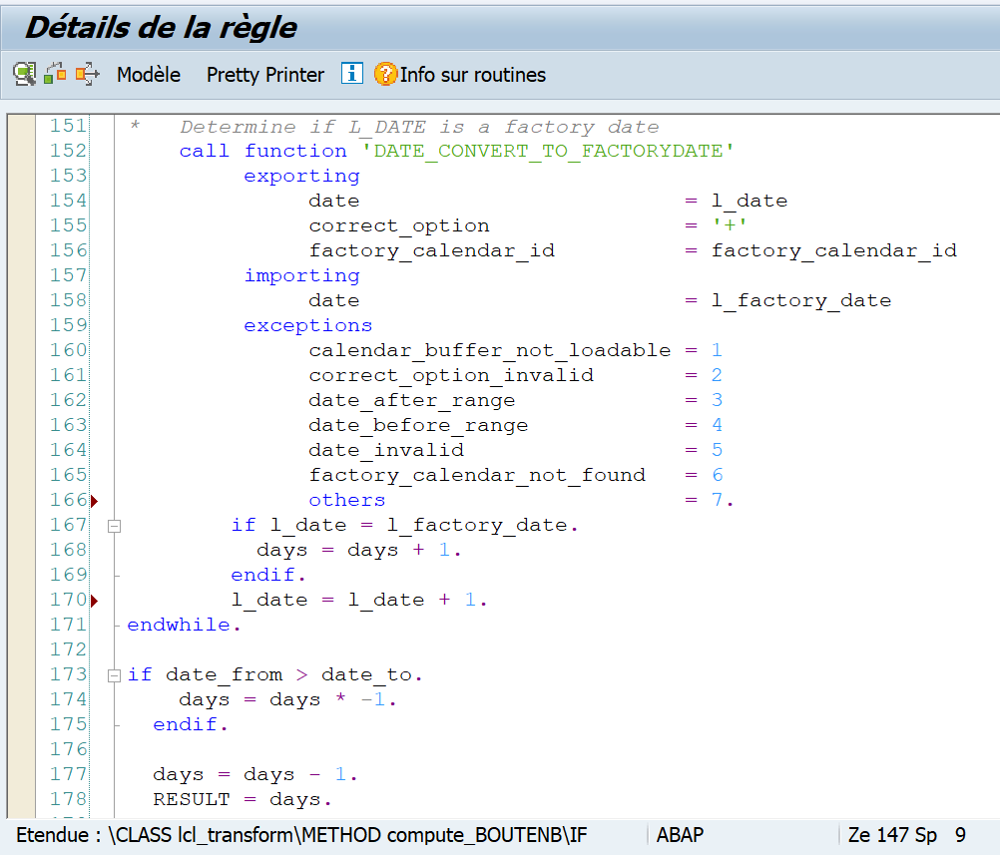 Détails de la règle
Modèle Pretty Printer Info sur routines
151 * Determine if L_DATE is a factory date
152 call function 'DATE_CONVERT_TO_FACTORYDATE'
153 exporting
154 date = l_date
155 correct_option = '+'
156 factory_calendar_id = factory_calendar_id
157 importing
158 date = l_factory_date
159 exceptions
160 calendar_buffer_not_loadable = 1
161 correct_option_invalid = 2
162 date_after_range = 3
163 date_before_range = 4
164 date_invalid = 5
165 factory_calendar_not_found = 6
166 others = 7.
167 if l_date = l_factory_date.
168 days = days + 1.
169 endif.
170 l_date = l_date + 1.
171 endwhile.
172
173 if date_from > date_to.
174 days = days * -1.
175 endif.
176
177 days = days - 1.
178 RESULT = days.
Etendue : \CLASS lcl_transform\METHOD compute_BOUTENB\IF ABAP Ze 147 Sp 9